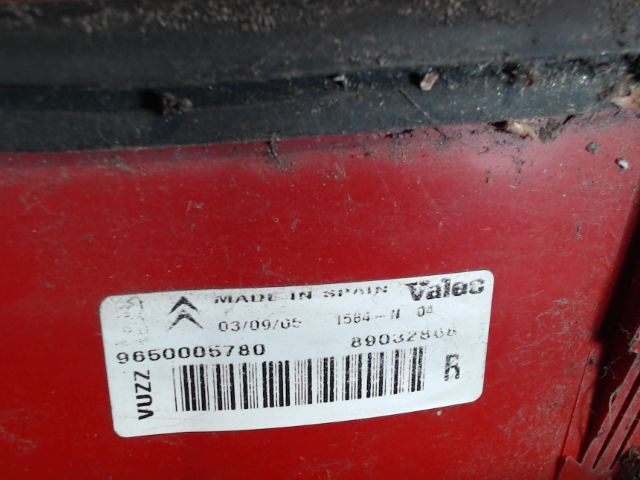 MADE IN SPAIN Valeo
03/09/05 1584-N 04
9650005780 89032866
VUZZ
R